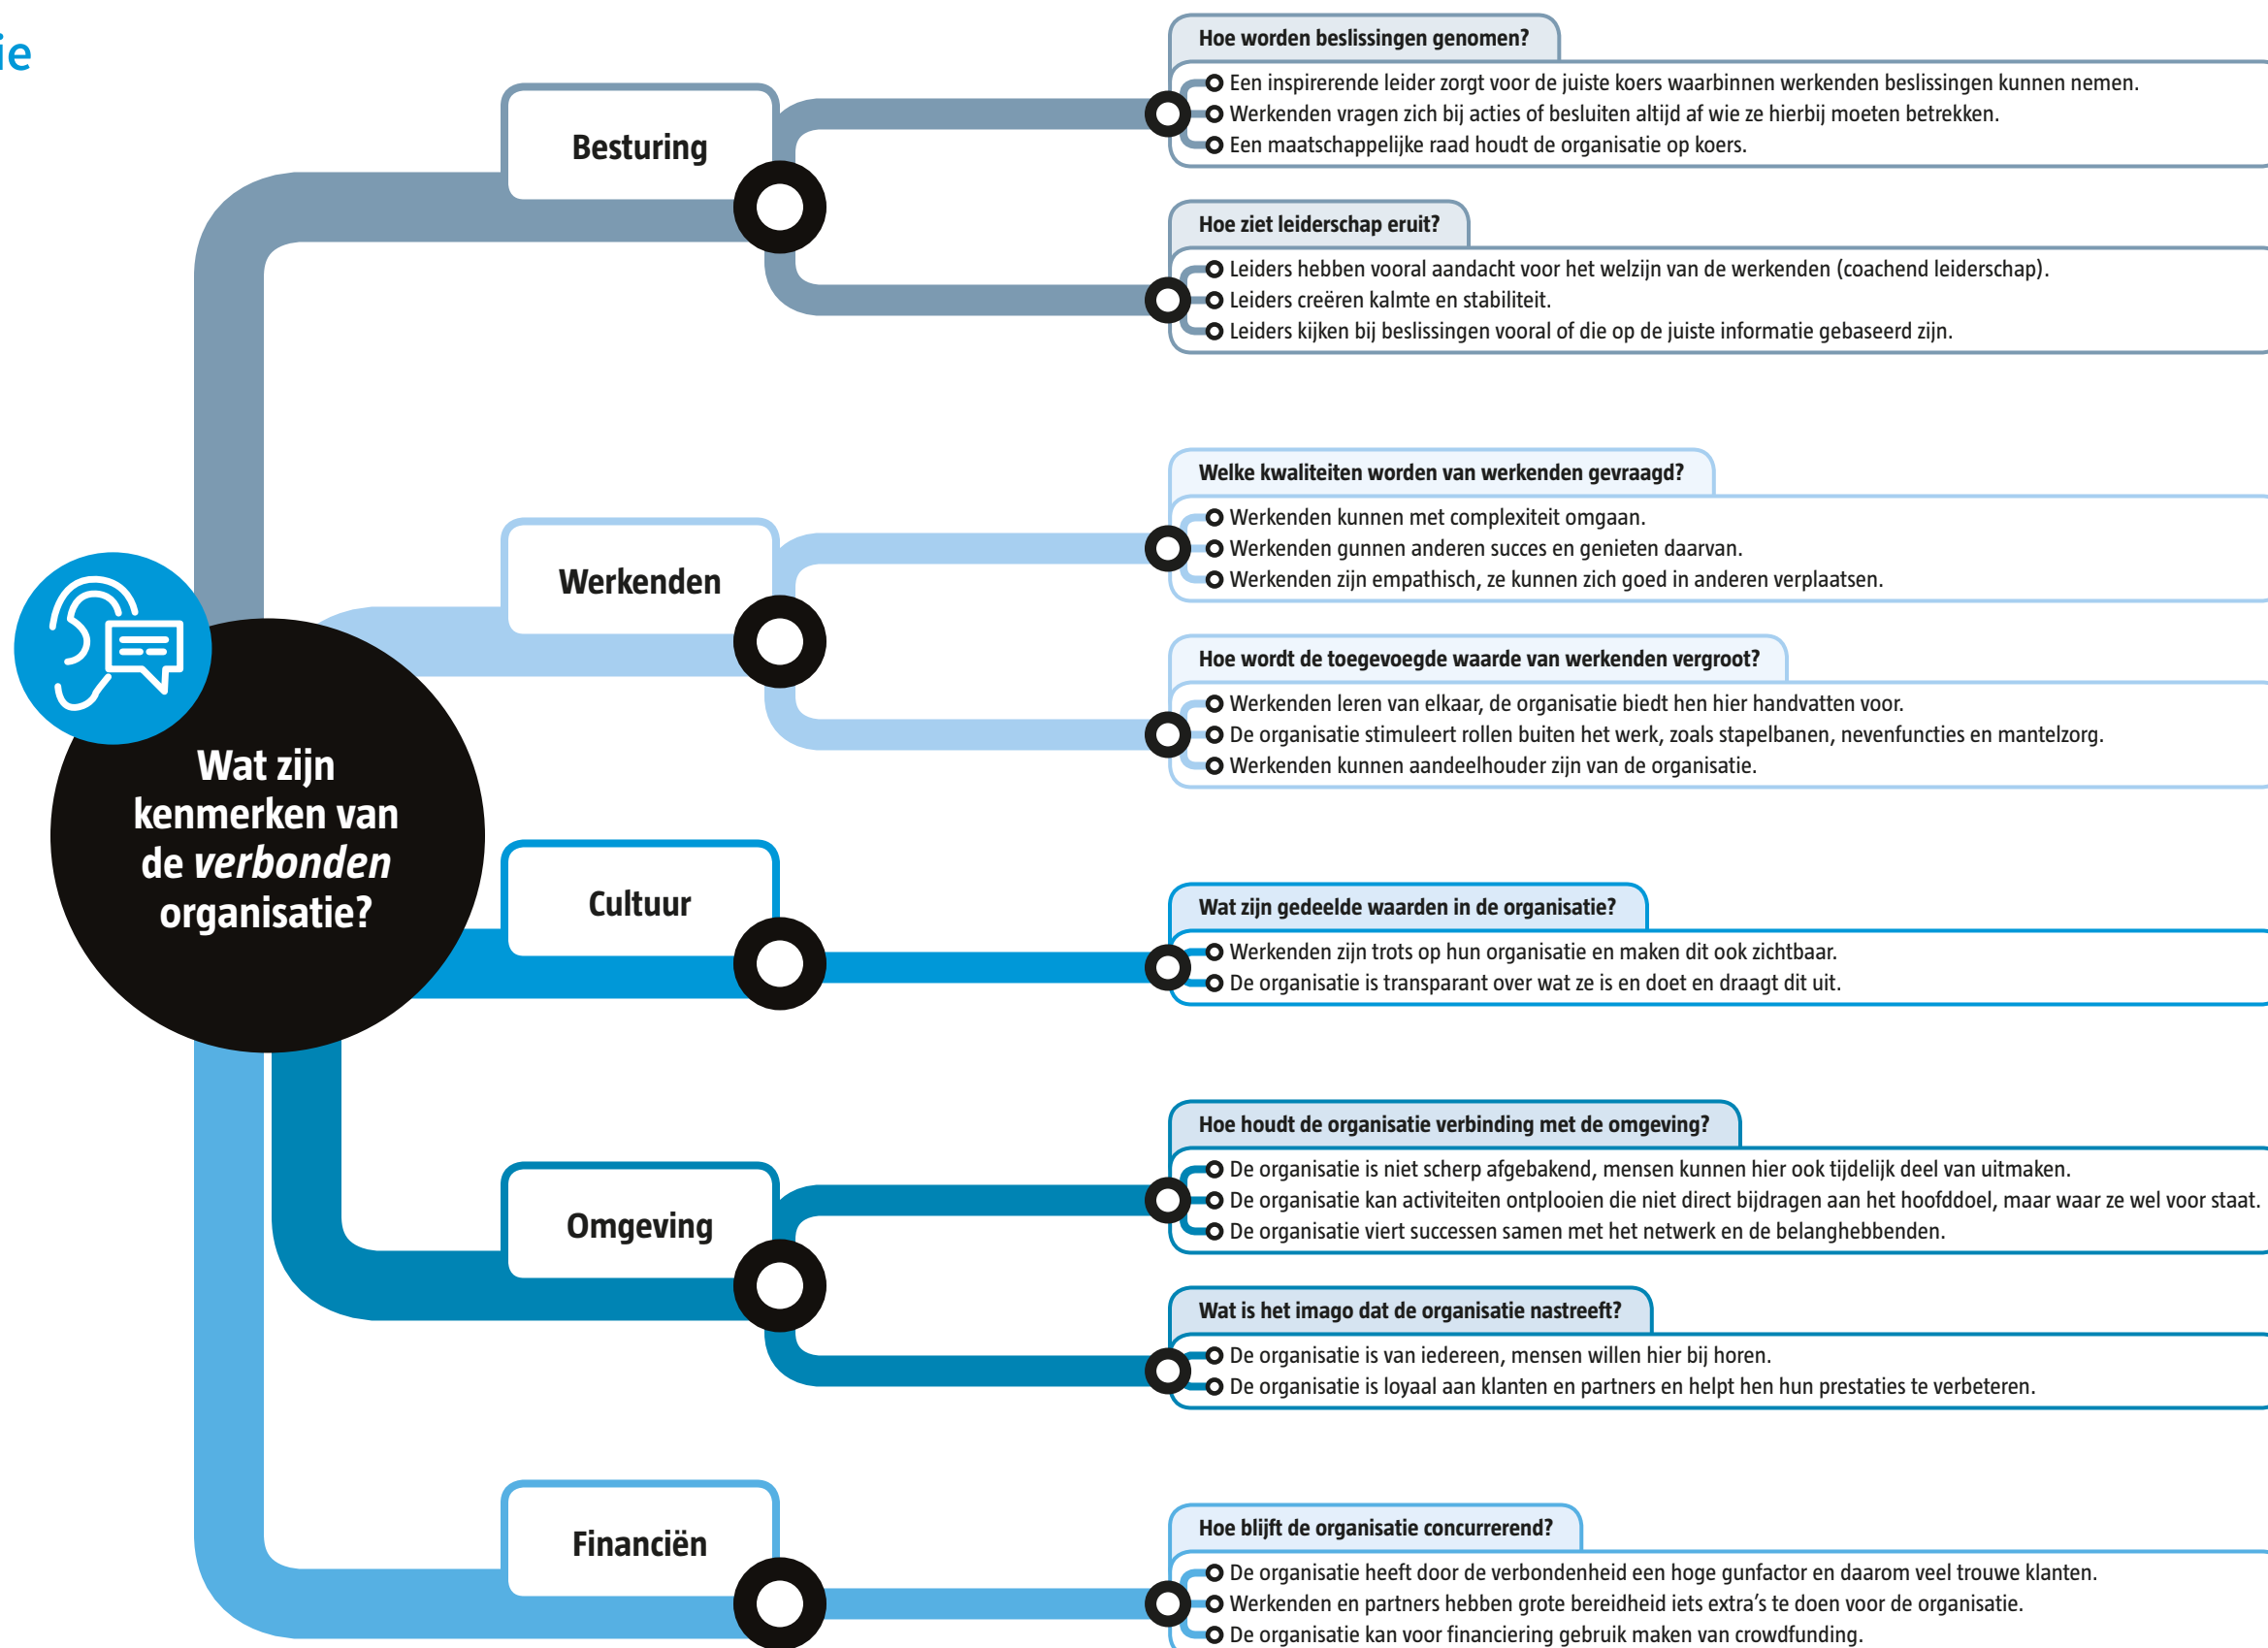 ie
Wat zijn
kenmerken van
de verbonden
organisatie?
Besturing
Hoe worden beslissingen genomen?
Een inspirerende leider zorgt voor de juiste koers waarbinnen werkenden beslissingen kunnen nemen.
Werkenden vragen zich bij acties of besluiten altijd af wie ze hierbij moeten betrekken.
Een maatschappelijke raad houdt de organisatie op koers.
Hoe ziet leiderschap eruit?
Leiders hebben vooral aandacht voor het welzijn van de werkenden (coachend leiderschap).
Leiders creëren kalmte en stabiliteit.
Leiders kijken bij beslissingen vooral of die op de juiste informatie gebaseerd zijn.
Werkenden
Welke kwaliteiten worden van werkenden gevraagd?
Werkenden kunnen met complexiteit omgaan.
Werkenden gunnen anderen succes en genieten daarvan.
Werkenden zijn empathisch, ze kunnen zich goed in anderen verplaatsen.
Hoe wordt de toegevoegde waarde van werkenden vergroot?
Werkenden leren van elkaar, de organisatie biedt hen hier handvatten voor.
De organisatie stimuleert rollen buiten het werk, zoals stapelbanen, nevenfuncties en mantelzorg.
Werkenden kunnen aandeelhouder zijn van de organisatie.
Cultuur
Wat zijn gedeelde waarden in de organisatie?
Werkenden zijn trots op hun organisatie en maken dit ook zichtbaar.
De organisatie is transparant over wat ze is en doet en draagt dit uit.
Omgeving
Hoe houdt de organisatie verbinding met de omgeving?
De organisatie is niet scherp afgebakend, mensen kunnen hier ook tijdelijk deel van uitmaken.
De organisatie kan activiteiten ontplooien die niet direct bijdragen aan het hoofddoel, maar waar ze wel voor staat.
De organisatie viert successen samen met het netwerk en de belanghebbenden.
Wat is het imago dat de organisatie nastreeft?
De organisatie is van iedereen, mensen willen hier bij horen.
De organisatie is loyaal aan klanten en partners en helpt hen hun prestaties te verbeteren.
Financiën
Hoe blijft de organisatie concurrerend?
De organisatie heeft door de verbondenheid een hoge gunfactor en daarom veel trouwe klanten.
Werkenden en partners hebben grote bereidheid iets extra's te doen voor de organisatie.
De organisatie kan voor financiering gebruik maken van crowdfunding.